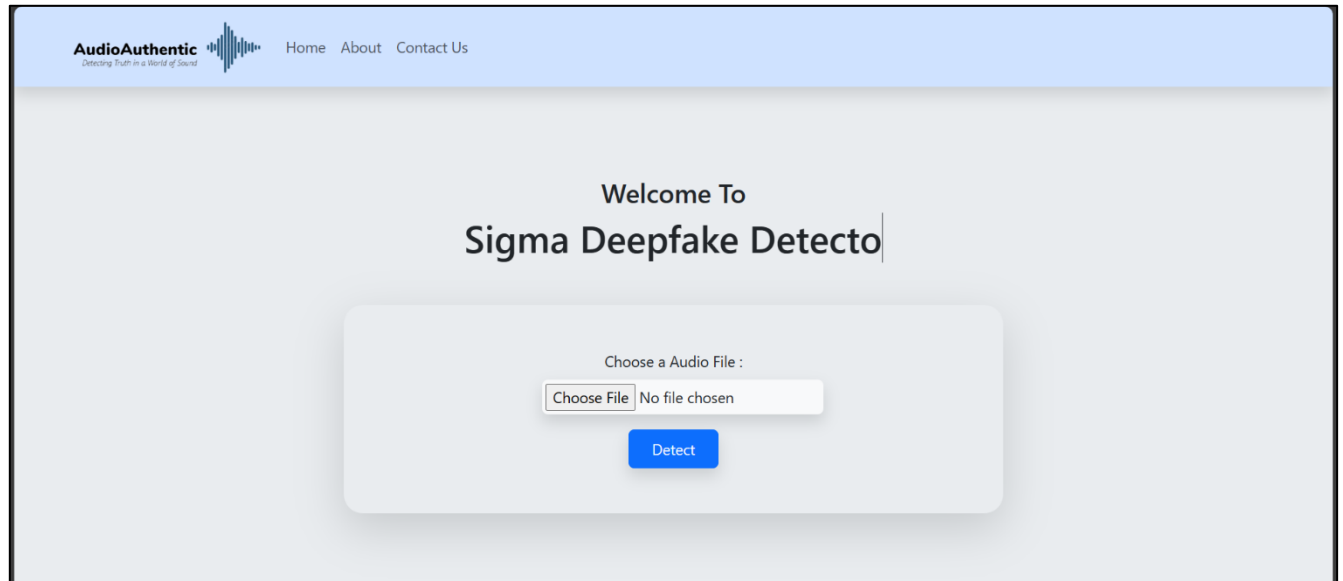 AudioAuthentic
Detecting Truth in a World of Sound
Home About Contact Us
Welcome To
Sigma Deepfake Detecto
Choose a Audio File :
Choose File No file chosen
Detect